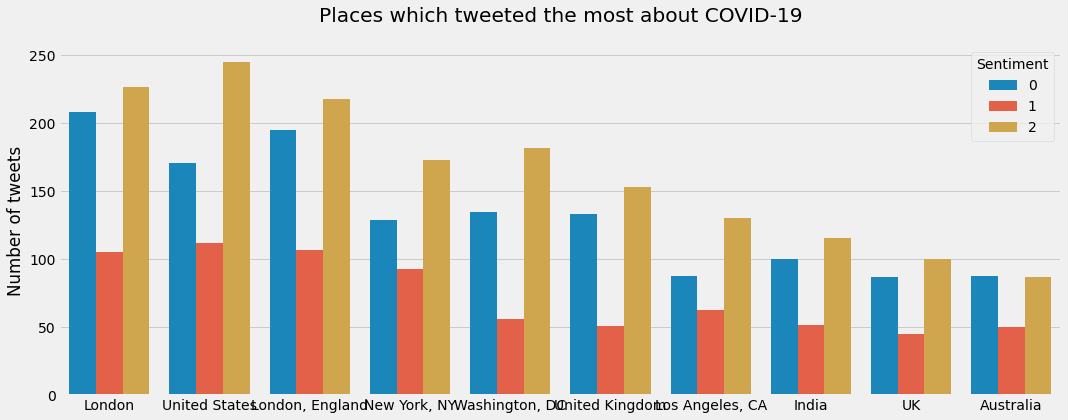 Places which tweeted the most about COVID-19
Number of tweets
250
200
150
100
50
0
Sentiment
0
1
2
London
United States
London, England
New York, NY
Washington, DC
United Kingdom
Los Angeles, CA
India
UK
Australia